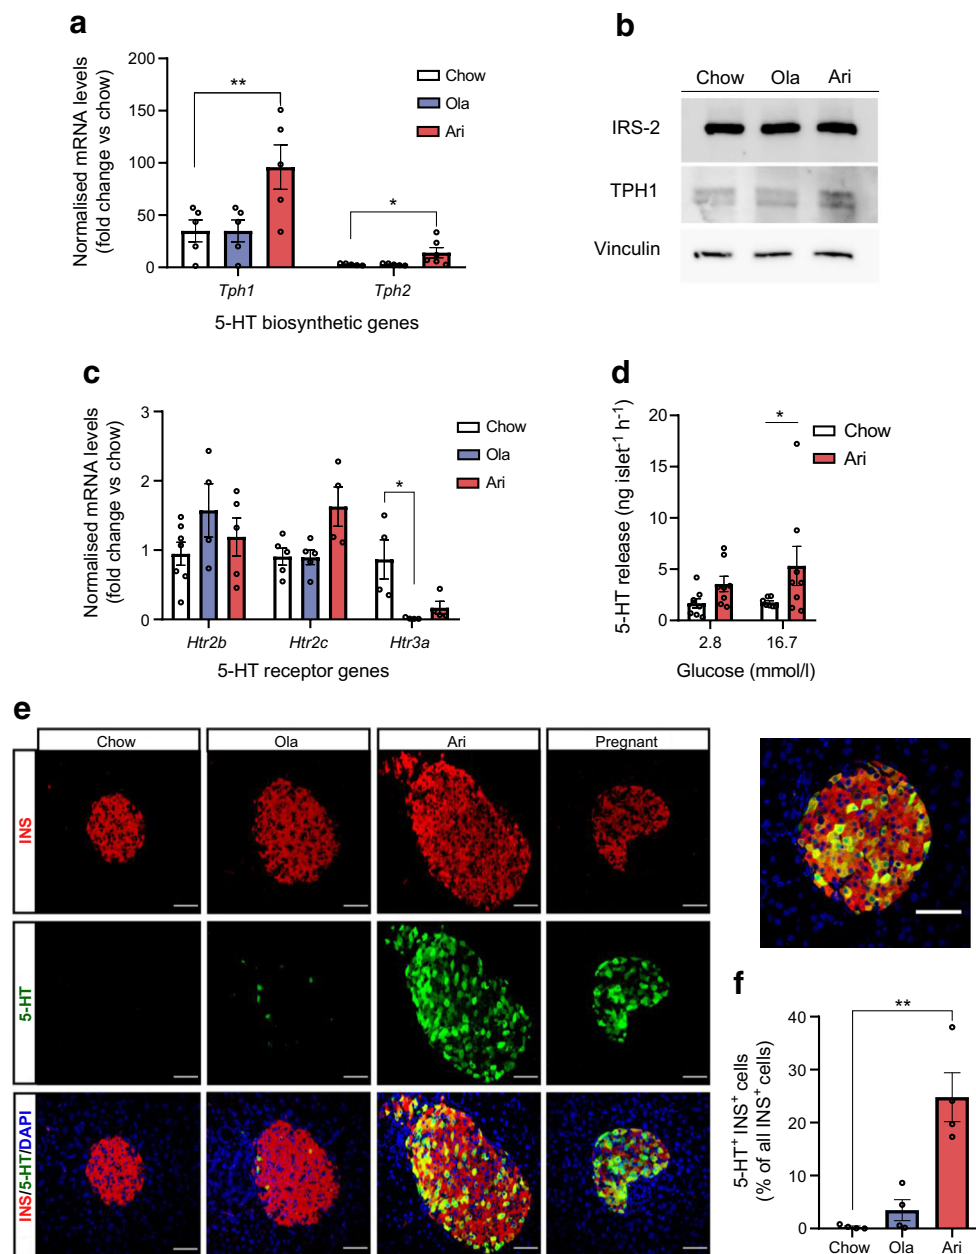 a
Normalised mRNA levels
(fold change vs chow)
200
150
100
50
0
**
*
Chow
Ola
Ari
Tph1
Tph2
5-HT biosynthetic genes
b
Chow Ola Ari
IRS-2
TPH1
Vinculin
c
Normalised mRNA levels
(fold change vs chow)
3
2
1
0
*
Chow
Ola
Ari
Htr2b
Htr2c
Htr3a
5-HT receptor genes
d
5-HT release (ng islet⁻¹ h⁻¹)
20
15
10
5
0
*
Chow
Ari
2.8
16.7
Glucose (mmol/l)
e
Chow
Ola
Ari
Pregnant
INS
5-HT
INS/5-HT/DAPI
f
5-HT⁺ INS⁺ cells
(% of all INS⁺ cells)
40
30
20
10
0
**
Chow
Ola
Ari